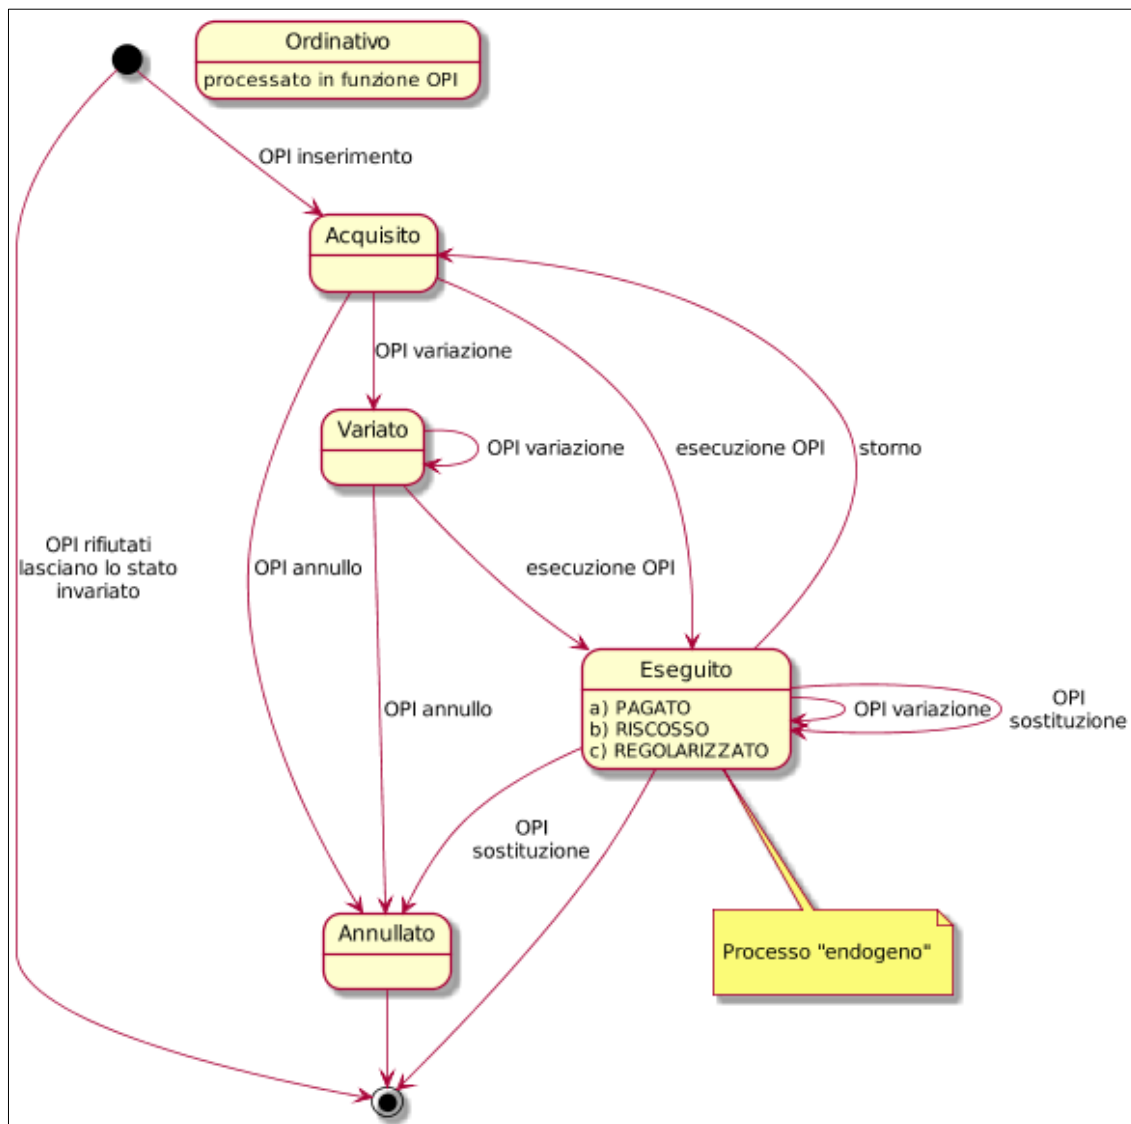 Ordinativo
processato in funzione OPI
OPI inserimento
Acquisito
OPI variazione
Variato
OPI variazione
esecuzione OPI
storno
OPI rifiutati
lasciano lo stato
invariato
OPI annullo
esecuzione OPI
Eseguito
a) PAGATO
b) RISCOSSO
c) REGOLARIZZATO
OPI variazione
OPI
sostituzione
OPI annullo
OPI
sostituzione
Annullato
Processo "endogeno"